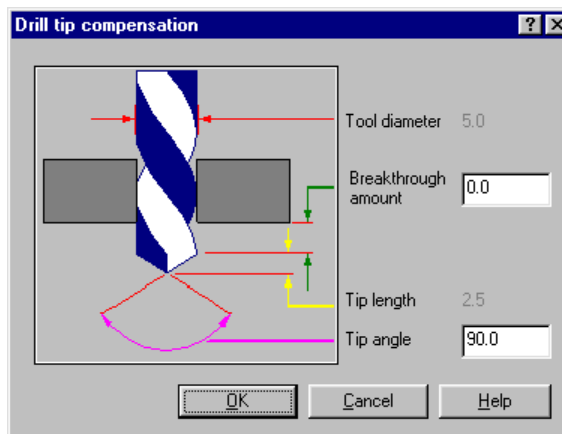 Drill tip compensation
Tool diameter 5.0
Breakthrough
amount 0.0
Tip length 2.5
Tip angle 90.0
OK Cancel Help